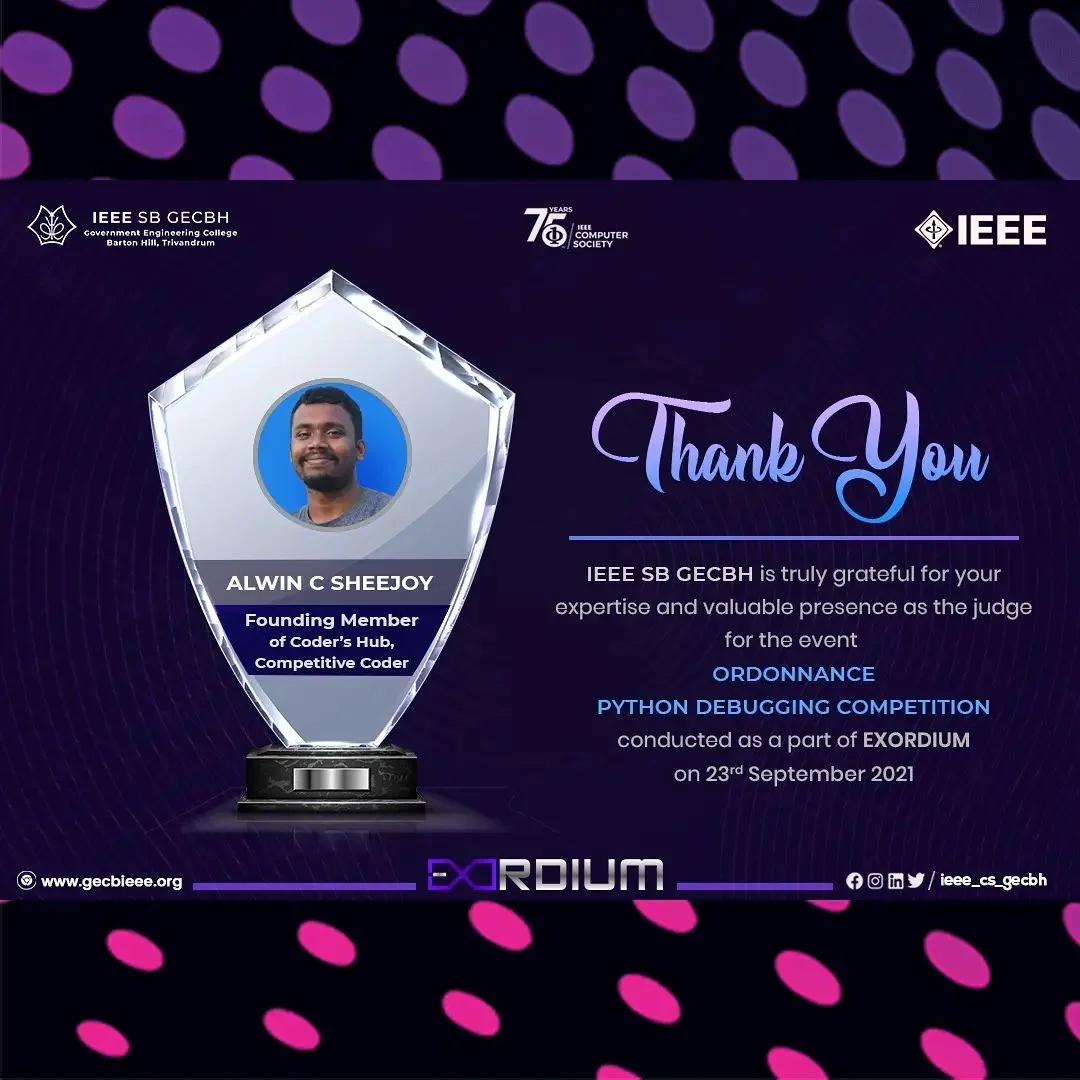 IEEE SB GECBH
Government Engineering College
Barton Hill, Trivandrum
75 YEARS
IEEE
COMPUTER
SOCIETY
IEEE
ALWIN C SHEEJOY
Founding Member
of Coder's Hub,
Competitive Coder
Thank You
IEEE SB GECBH is truly grateful for your
expertise and valuable presence as the judge
for the event
ORDONNANCE
PYTHON DEBUGGING COMPETITION
conducted as a part of EXORDIUM
on 23rd September 2021
www.gecbieee.org
EXORDIUM
/ ieee_cs_gecbh